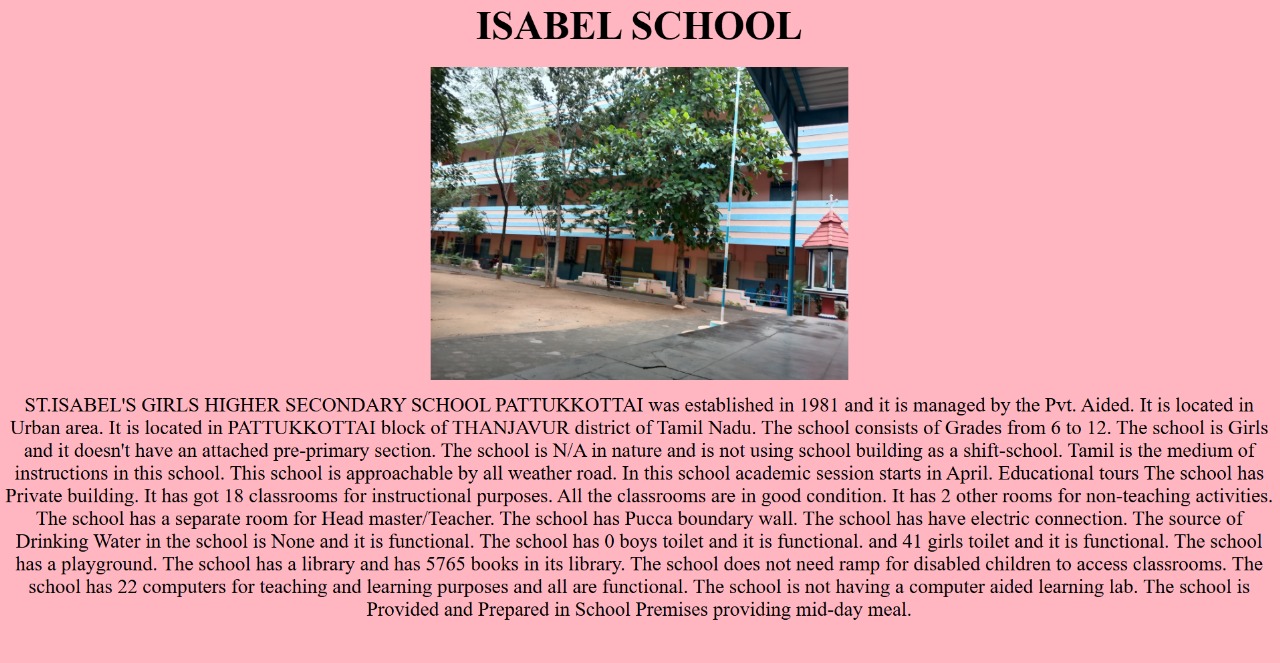 ISABEL SCHOOL
ST.ISABEL'S GIRLS HIGHER SECONDARY SCHOOL PATTUKKOTTAI was established in 1981 and it is managed by the Pvt. Aided. It is located in
Urban area. It is located in PATTUKKOTTAI block of THANJAVUR district of Tamil Nadu. The school consists of Grades from 6 to 12. The school is Girls
and it doesn't have an attached pre-primary section. The school is N/A in nature and is not using school building as a shift-school. Tamil is the medium of
instructions in this school. This school is approachable by all weather road. In this school academic session starts in April. Educational tours The school has
Private building. It has got 18 classrooms for instructional purposes. All the classrooms are in good condition. It has 2 other rooms for non-teaching activities.
The school has a separate room for Head master/Teacher. The school has Pucca boundary wall. The school has have electric connection. The source of
Drinking Water in the school is None and it is functional. The school has 0 boys toilet and it is functional. and 41 girls toilet and it is functional. The school
has a playground. The school has a library and has 5765 books in its library. The school does not need ramp for disabled children to access classrooms. The
school has 22 computers for teaching and learning purposes and all are functional. The school is not having a computer aided learning lab. The school is
Provided and Prepared in School Premises providing mid-day meal.